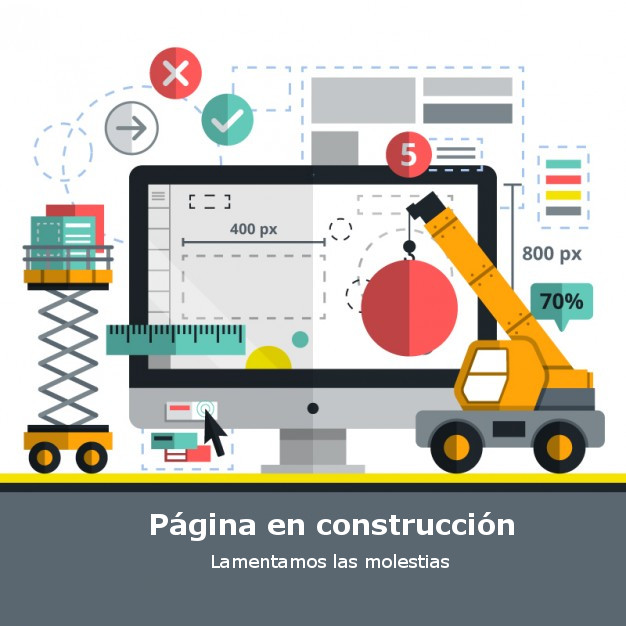 5
400 px
800 px
70%
Página en construcción
Lamentamos las molestias